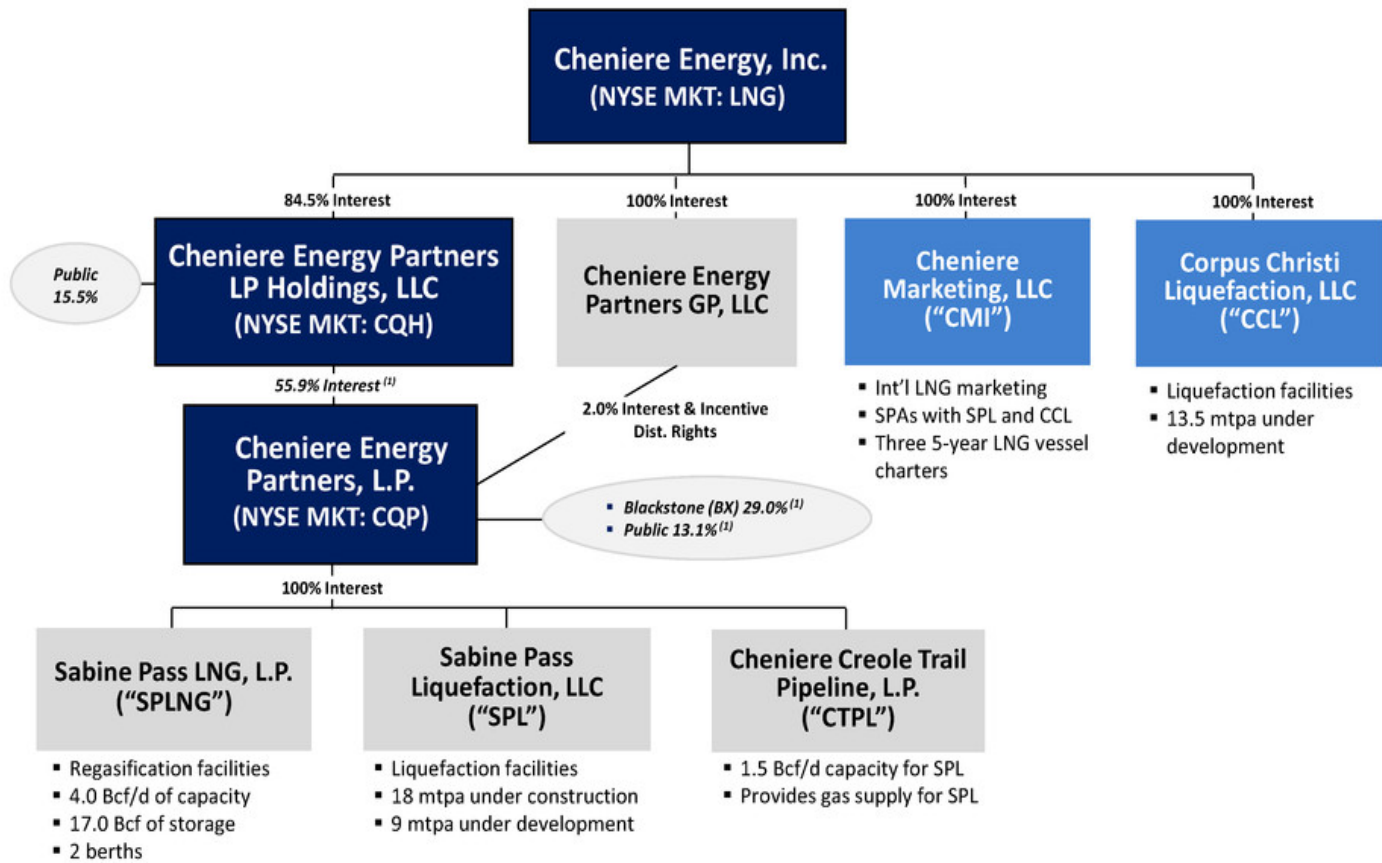 Cheniere Energy, Inc.
(NYSE MKT: LNG)
84.5% Interest
100% Interest
100% Interest
100% Interest
Public
15.5%
Cheniere Energy Partners
LP Holdings, LLC
(NYSE MKT: CQH)
Cheniere Energy
Partners GP, LLC
Cheniere
Marketing, LLC
(“CMI”)
Corpus Christi
Liquefaction, LLC
(“CCL”)
▪ Int’l LNG marketing
▪ SPAs with SPL and CCL
▪ Three 5-year LNG vessel
charters
▪ Liquefaction facilities
▪ 13.5 mtpa under
development
55.9% Interest (1)
2.0% Interest & Incentive
Dist. Rights
Cheniere Energy
Partners, L.P.
(NYSE MKT: CQP)
▪ Blackstone (BX) 29.0% (1)
▪ Public 13.1% (1)
100% Interest
Sabine Pass LNG, L.P.
(“SPLNG”)
▪ Regasification facilities
▪ 4.0 Bcf/d of capacity
▪ 17.0 Bcf of storage
▪ 2 berths
Sabine Pass
Liquefaction, LLC
(“SPL”)
▪ Liquefaction facilities
▪ 18 mtpa under construction
▪ 9 mtpa under development
Cheniere Creole Trail
Pipeline, L.P.
(“CTPL”)
▪ 1.5 Bcf/d capacity for SPL
▪ Provides gas supply for SPL